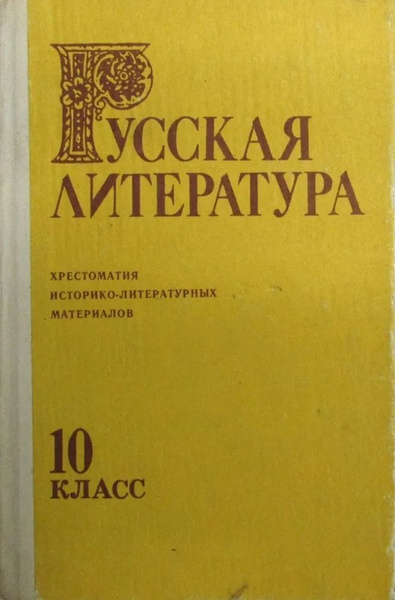 РУССКАЯ
ЛИТЕРАТУРА
ХРЕСТОМАТИЯ
ИСТОРИКО-ЛИТЕРАТУРНЫХ
МАТЕРИАЛОВ
10
КЛАСС